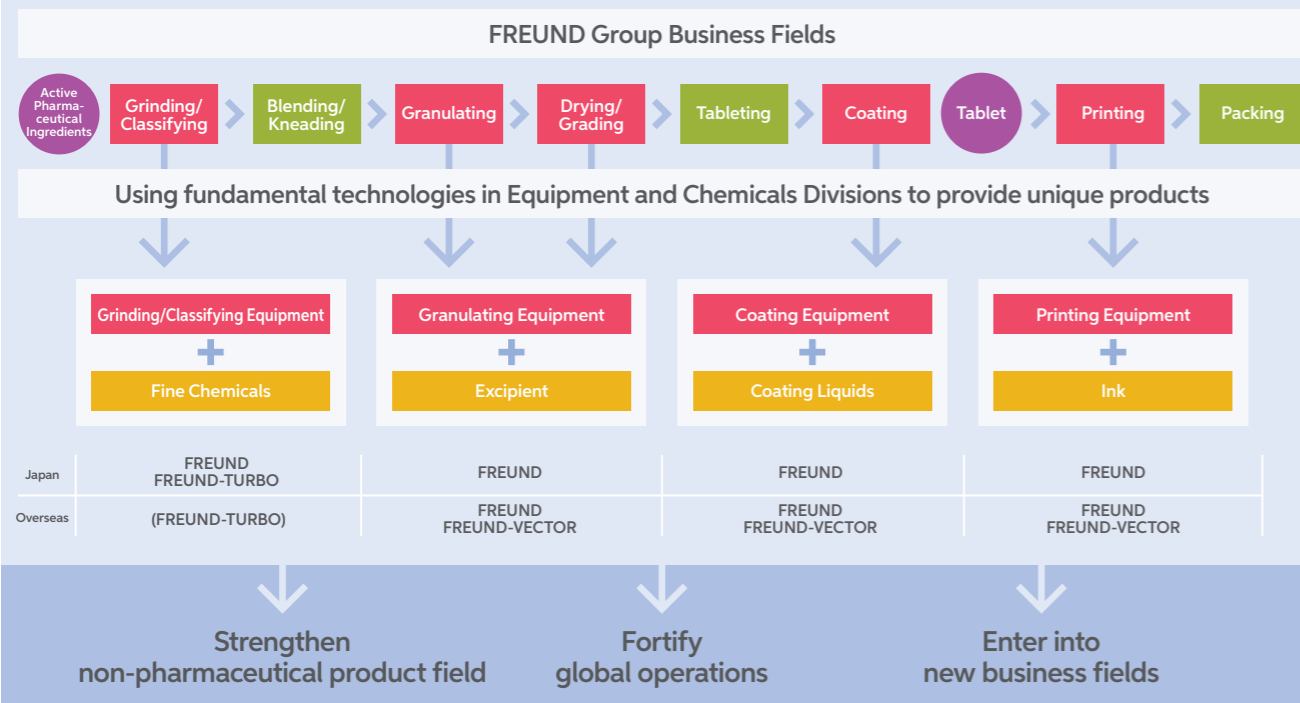 FREUND Group Business Fields
Active
Pharma-
ceutical
Ingredients
Grinding/
Classifying
Blending/
Kneading
Granulating
Drying/
Grading
Tableting
Coating
Tablet
Printing
Packing
Using fundamental technologies in Equipment and Chemicals Divisions to provide unique products
Grinding/Classifying Equipment
+
Fine Chemicals
Granulating Equipment
+
Excipient
Coating Equipment
+
Coating Liquids
Printing Equipment
+
Ink
Japan
FREUND
FREUND-TURBO
FREUND
FREUND
FREUND
Overseas
(FREUND-TURBO)
FREUND
FREUND-VECTOR
FREUND
FREUND-VECTOR
FREUND
FREUND-VECTOR
Strengthen
non-pharmaceutical product field
Fortify
global operations
Enter into
new business fields